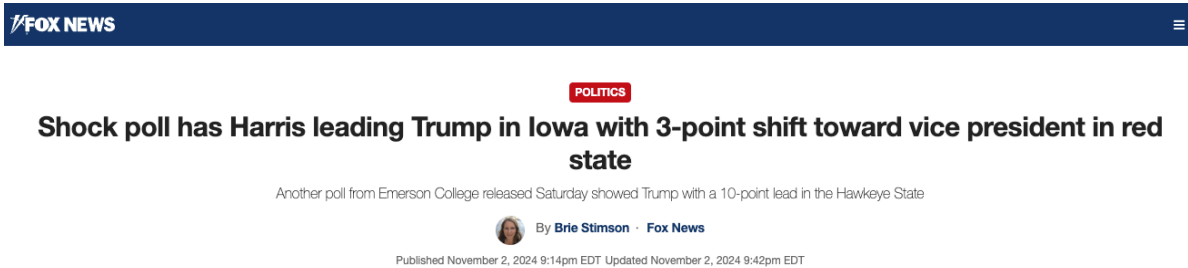 FOX NEWS
POLITICS
Shock poll has Harris leading Trump in Iowa with 3-point shift toward vice president in red
state
Another poll from Emerson College released Saturday showed Trump with a 10-point lead in the Hawkeye State
By Brie Stimson · Fox News
Published November 2, 2024 9:14pm EDT Updated November 2, 2024 9:42pm EDT